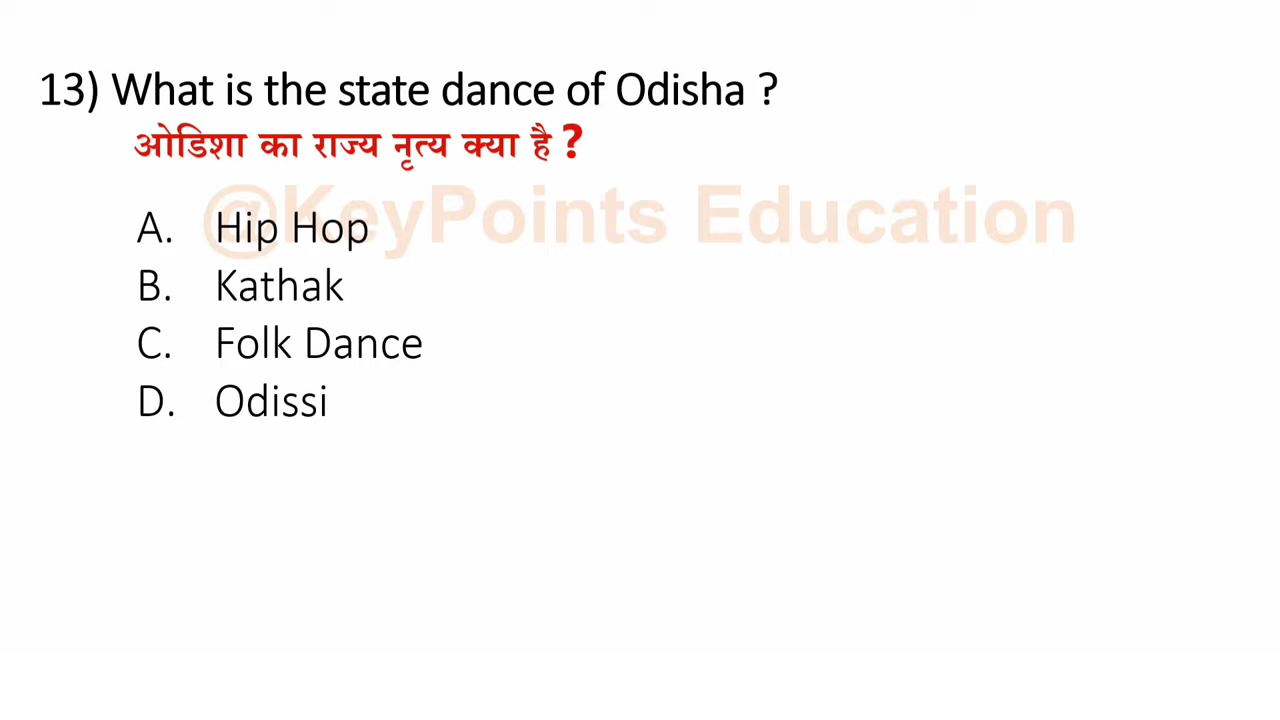 13) What is the state dance of Odisha ?
ओडिशा का राज्य नृत्य क्या है ?
@KeyPoints Education
A. Hip Hop
B. Kathak
C. Folk Dance
D. Odissi